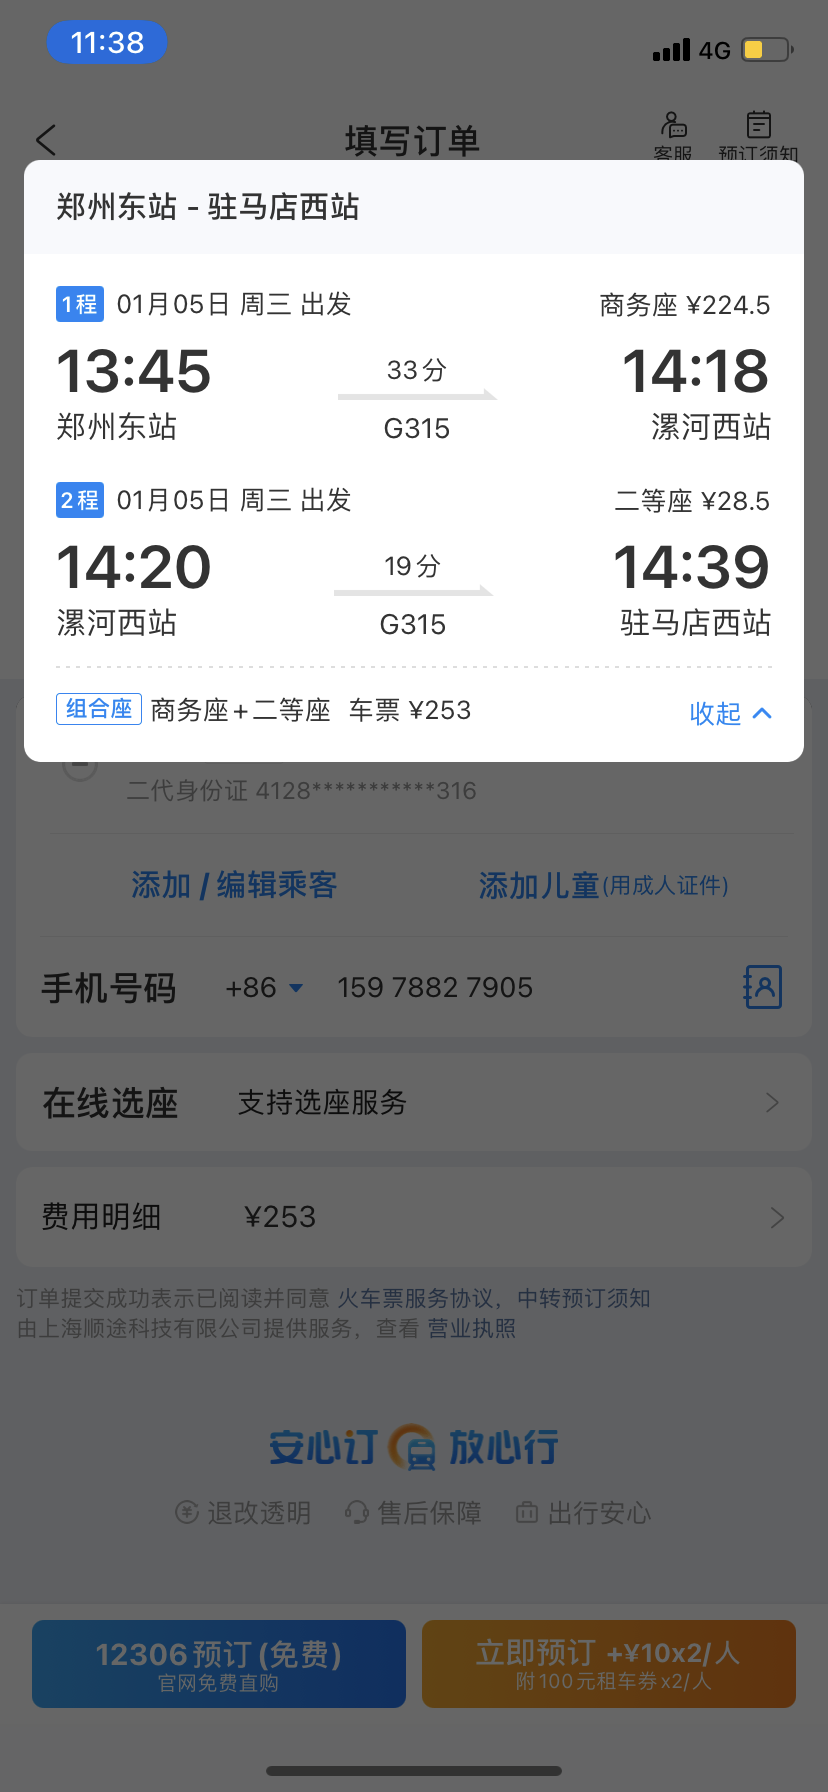 11:38
4G
填写订单
客服
预订须知
郑州东站 - 驻马店西站
1程 01月05日 周三 出发 商务座 ¥224.5
13:45 33分 14:18
郑州东站 G315 漯河西站
2程 01月05日 周三 出发 二等座 ¥28.5
14:20 19分 14:39
漯河西站 G315 驻马店西站
组合座 商务座+二等座 车票 ¥253 收起
二代身份证 4128***********316
添加 / 编辑乘客 添加儿童(用成人证件)
手机号码 +86 159 7882 7905
在线选座 支持选座服务
费用明细 ¥253
订单提交成功表示已阅读并同意 火车票服务协议，中转预订须知
由上海顺途科技有限公司提供服务，查看 营业执照
安心订 放心行
退改透明 售后保障 出行安心
12306预订(免费)
官网免费直购
立即预订 +¥10x2/人
附100元租车券x2/人